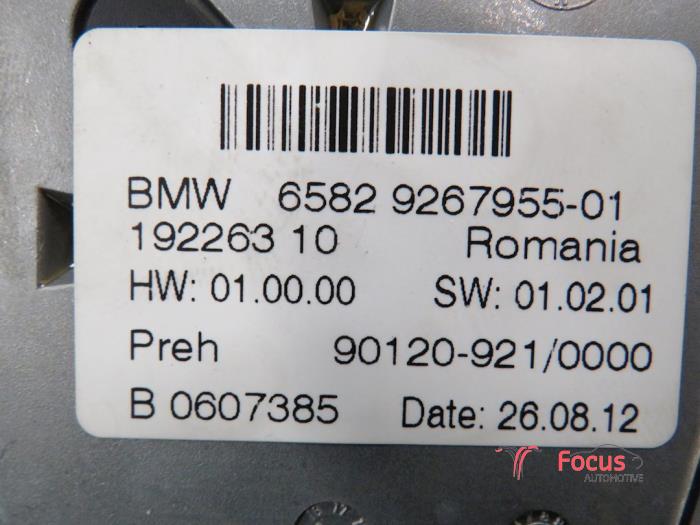 BMW 6582 9267955-01
192263 10 Romania
HW: 01.00.00 SW: 01.02.01
Preh 90120-921/0000
B 0607385 Date: 26.08.12
Focus
AUTOMOTIVE